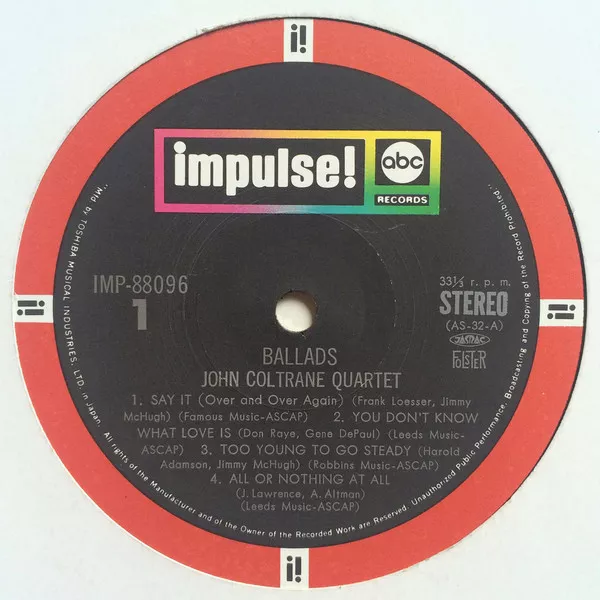 i!
impulse!
abc
RECORDS
IMP-88096
1
33⅓ r. p. m.
STEREO
(AS-32-A)
JASRAC
FOLSTER
BALLADS
JOHN COLTRANE QUARTET
1. SAY IT (Over and Over Again) (Frank Loesser, Jimmy
McHugh) (Famous Music-ASCAP) 2. YOU DON'T KNOW
WHAT LOVE IS (Don Raye, Gene DePaul) (Leeds Music-
ASCAP) 3. TOO YOUNG TO GO STEADY (Harold
Adamson, Jimmy McHugh) (Robbins Music-ASCAP)
4. ALL OR NOTHING AT ALL
(J. Lawrence, A. Altman)
(Leeds Music-ASCAP)
Mfd by TOSHIBA MUSICAL INDUSTRIES, LTD. in Japan. All rights of the Manufacturer and of the Owner of the Recorded Work are Reserved. Unauthorized Public Performance, Broadcasting and Copying of the Record Prohibited
i!
i!
i!